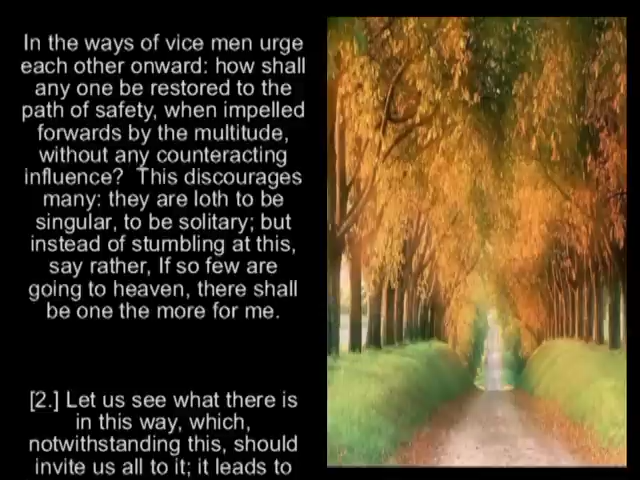 In the ways of vice men urge
each other onward: how shall
any one be restored to the
path of safety, when impelled
forwards by the multitude,
without any counteracting
influence? This discourages
many: they are loth to be
singular, to be solitary; but
instead of stumbling at this,
say rather, If so few are
going to heaven, there shall
be one the more for me.
[2.] Let us see what there is
in this way, which,
notwithstanding this, should
invite us all to it; it leads to